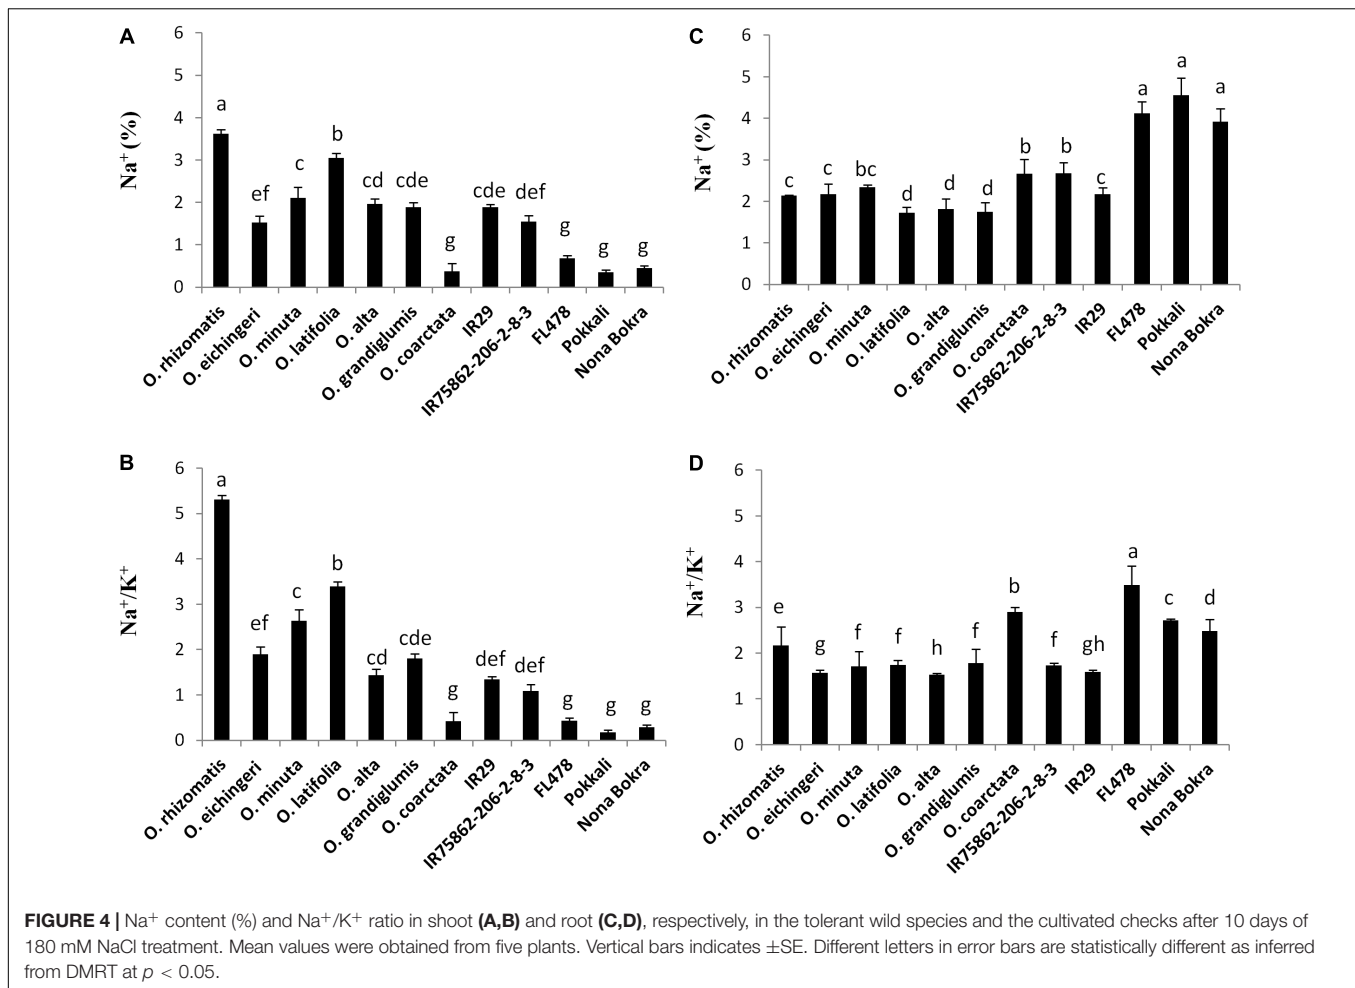 A
Na+ (%)
6
5
4
3
2
1
0
a
ef
c
b
cd
cde
g
cde
def
g
g
g
O. rhizomatis
O. eichingeri
O. minuta
O. latifolia
O. alta
O. grandiglumis
O. coarctata
IR29
IR75862-206-2-8-3
FL478
Pokkali
Nona Bokra
C
Na+ (%)
6
5
4
3
2
1
0
c
c
bc
d
d
d
b
b
c
a
a
a
O. rhizomatis
O. eichingeri
O. minuta
O. latifolia
O. alta
O. grandiglumis
O. coarctata
IR75862-206-2-8-3
IR29
FL478
Pokkali
Nona Bokra
B
Na+/K+
6
5
4
3
2
1
0
a
ef
c
b
cd
cde
g
def
def
g
g
g
O. rhizomatis
O. eichingeri
O. minuta
O. latifolia
O. alta
O. grandiglumis
O. coarctata
IR29
IR75862-206-2-8-3
FL478
Pokkali
Nona Bokra
D
Na+/K+
6
5
4
3
2
1
0
e
g
f
f
h
f
b
f
gh
a
c
d
O. rhizomatis
O. eichingeri
O. minuta
O. latifolia
O. alta
O. grandiglumis
O. coarctata
IR75862-206-2-8-3
IR29
FL478
Pokkali
Nona Bokra
FIGURE 4 | Na+ content (%) and Na+/K+ ratio in shoot (A,B) and root (C,D), respectively, in the tolerant wild species and the cultivated checks after 10 days of
180 mM NaCl treatment. Mean values were obtained from five plants. Vertical bars indicates ±SE. Different letters in error bars are statistically different as inferred
from DMRT at p < 0.05.